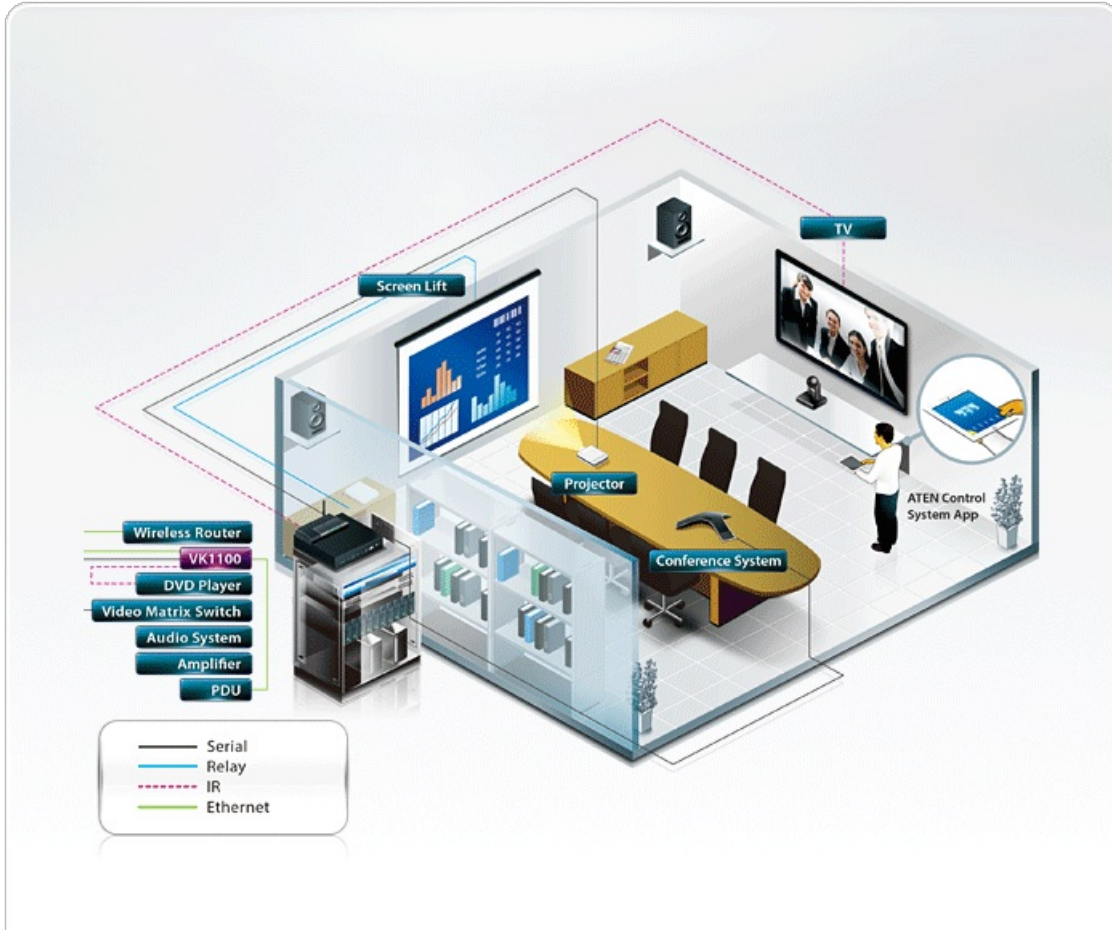 TV
Screen Lift
Projector
ATEN Control
System App
Wireless Router
VK1100
Conference System
DVD Player
Video Matrix Switch
Audio System
Amplifier
PDU
Serial
Relay
IR
Ethernet